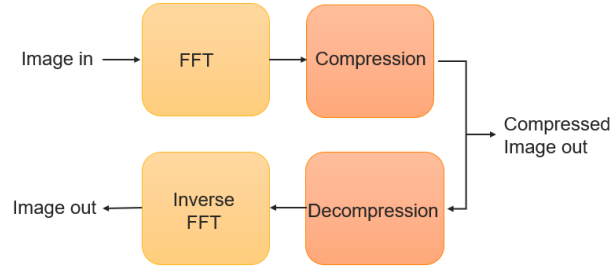 Image in
FFT
Compression
Compressed
Image out
Image out
Inverse
FFT
Decompression